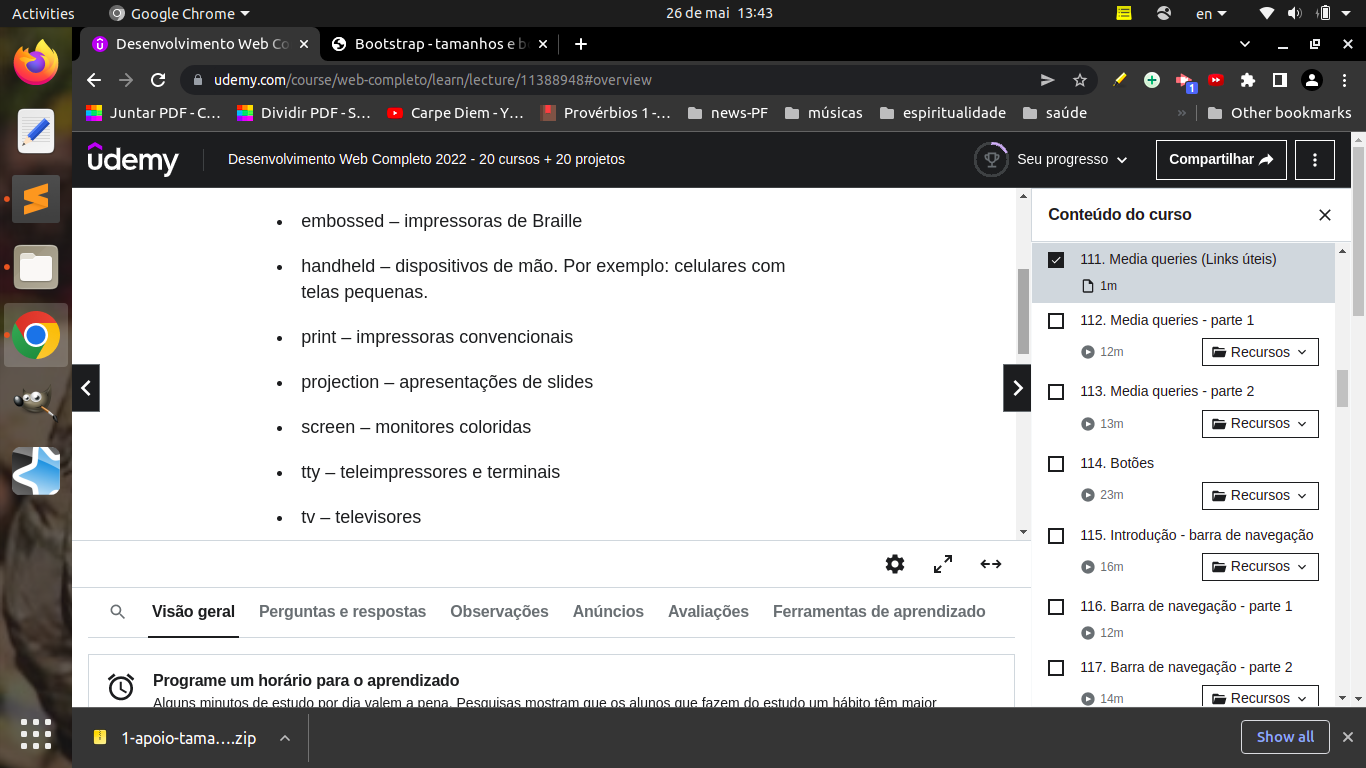 Activities
Google Chrome
26 de mai 13:43
en
Desenvolvimento Web Co
Bootstrap - tamanhos e b
udemy.com/course/web-completo/learn/lecture/11388948#overview
1
Juntar PDF - C…
Dividir PDF - S…
Carpe Diem - Y…
Provérbios 1 -…
news-PF
músicas
espiritualidade
saúde
»
Other bookmarks
udemy
Desenvolvimento Web Completo 2022 - 20 cursos + 20 projetos
Seu progresso
Compartilhar
• embossed – impressoras de Braille
• handheld – dispositivos de mão. Por exemplo: celulares com
telas pequenas.
• print – impressoras convencionais
• projection – apresentações de slides
• screen – monitores coloridas
• tty – teleimpressores e terminais
• tv – televisores
Visão geral
Perguntas e respostas
Observações
Anúncios
Avaliações
Ferramentas de aprendizado
Programe um horário para o aprendizado
Alguns minutos de estudo por dia valem a pena. Pesquisas mostram que os alunos que fazem do estudo um hábito têm maior
Conteúdo do curso
111. Media queries (Links úteis)
1m
112. Media queries - parte 1
12m
Recursos
113. Media queries - parte 2
13m
Recursos
114. Botões
23m
Recursos
115. Introdução - barra de navegação
16m
Recursos
116. Barra de navegação - parte 1
12m
117. Barra de navegação - parte 2
14m
Recursos
1-apoio-tama….zip
Show all